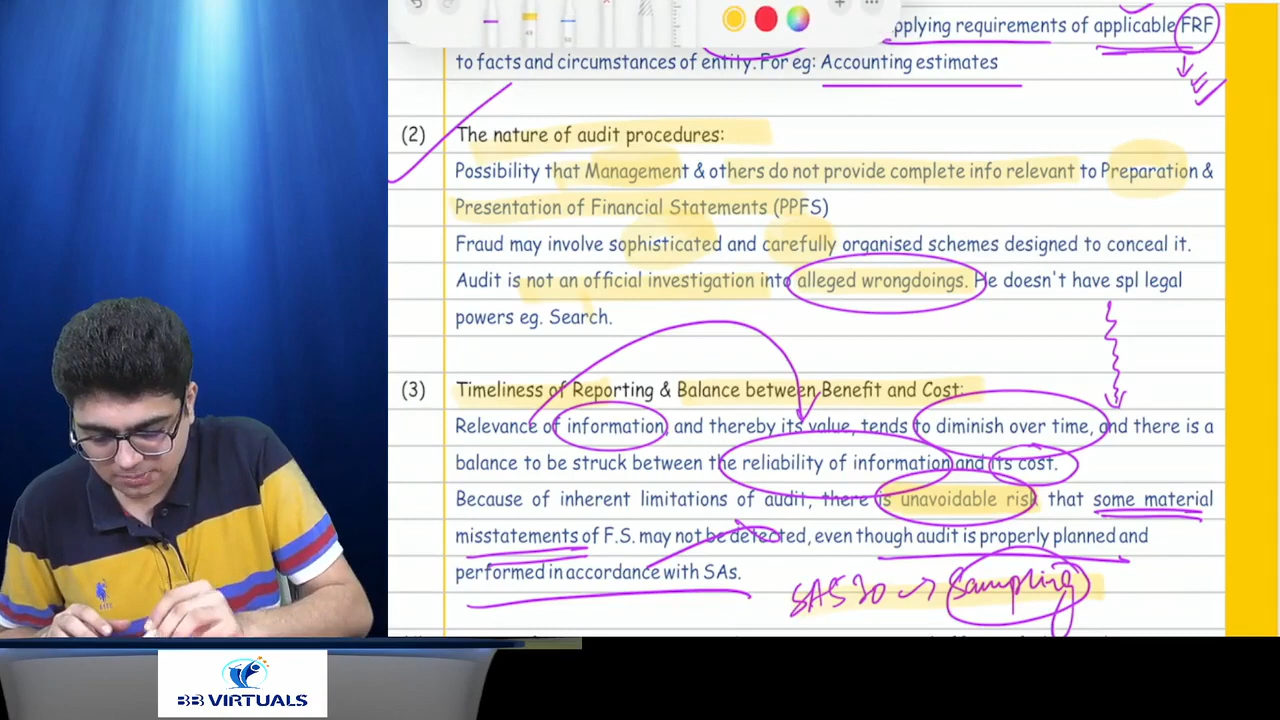 pplying requirements of applicable FRF
to facts and circumstances of entity. For eg: Accounting estimates
(2) The nature of audit procedures:
Possibility that Management & others do not provide complete info relevant to Preparation &
Presentation of Financial Statements (PPFS)
Fraud may involve sophisticated and carefully organised schemes designed to conceal it.
Audit is not an official investigation into alleged wrongdoings. He doesn't have spl legal
powers eg. Search.
(3) Timeliness of Reporting & Balance between Benefit and Cost:
Relevance of information, and thereby its value, tends to diminish over time, and there is a
balance to be struck between the reliability of information and its cost.
Because of inherent limitations of audit, there is unavoidable risk that some material
misstatements of F.S. may not be detected, even though audit is properly planned and
performed in accordance with SAs.
SA530 → Sampling
BB VIRTUALS